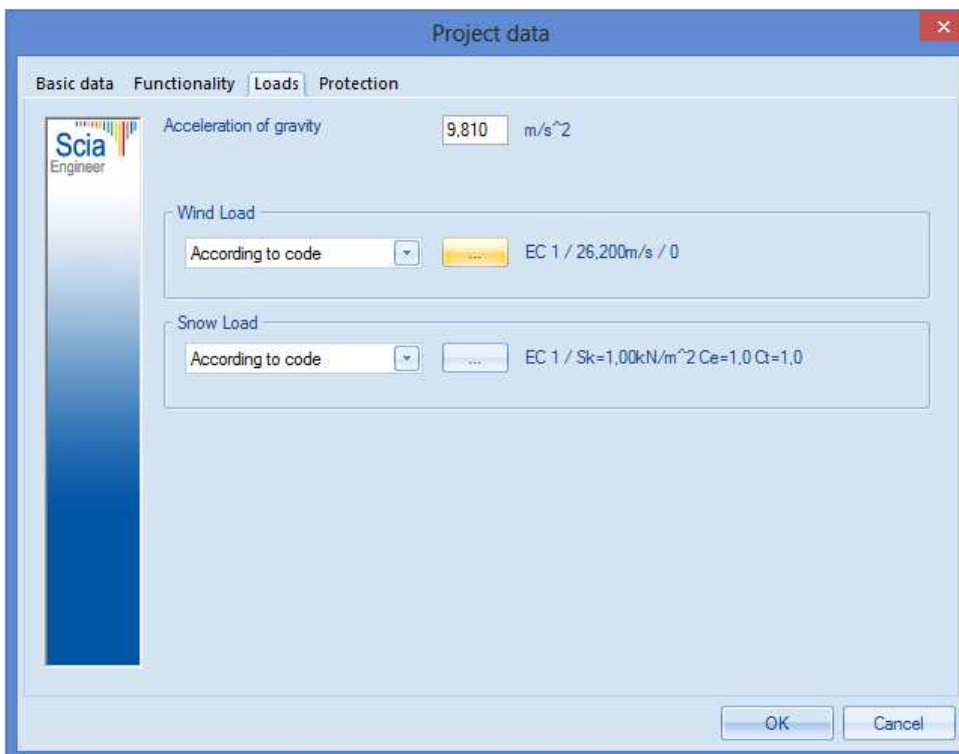 Project data
Basic data Functionality Loads Protection
Scia
Engineer
Acceleration of gravity 9,810 m/s^2
Wind Load
According to code ... EC 1 / 26,200m/s / 0
Snow Load
According to code ... EC 1 / Sk=1,00kN/m^2 Ce=1,0 Ct=1,0
OK Cancel